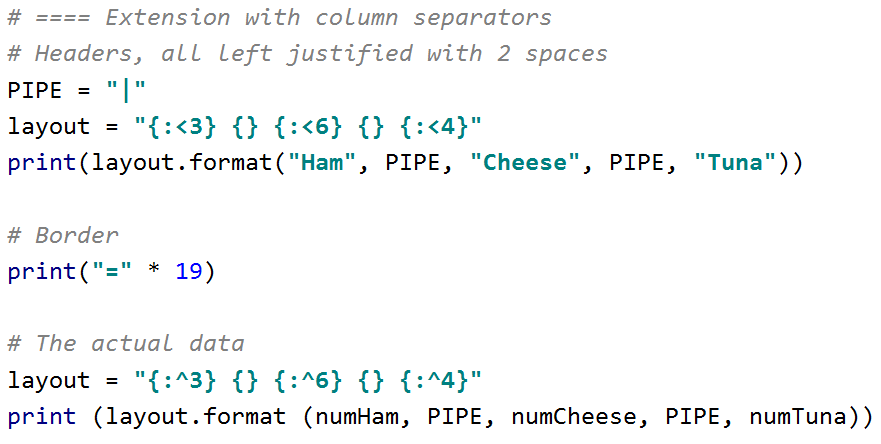 # ==== Extension with column separators
# Headers, all left justified with 2 spaces
PIPE = "|"
layout = "{:<3} {} {:<6} {} {:<4}"
print(layout.format("Ham", PIPE, "Cheese", PIPE, "Tuna"))
# Border
print("=" * 19)
# The actual data
layout = "{:^3} {} {:^6} {} {:^4}"
print (layout.format (numHam, PIPE, numCheese, PIPE, numTuna))